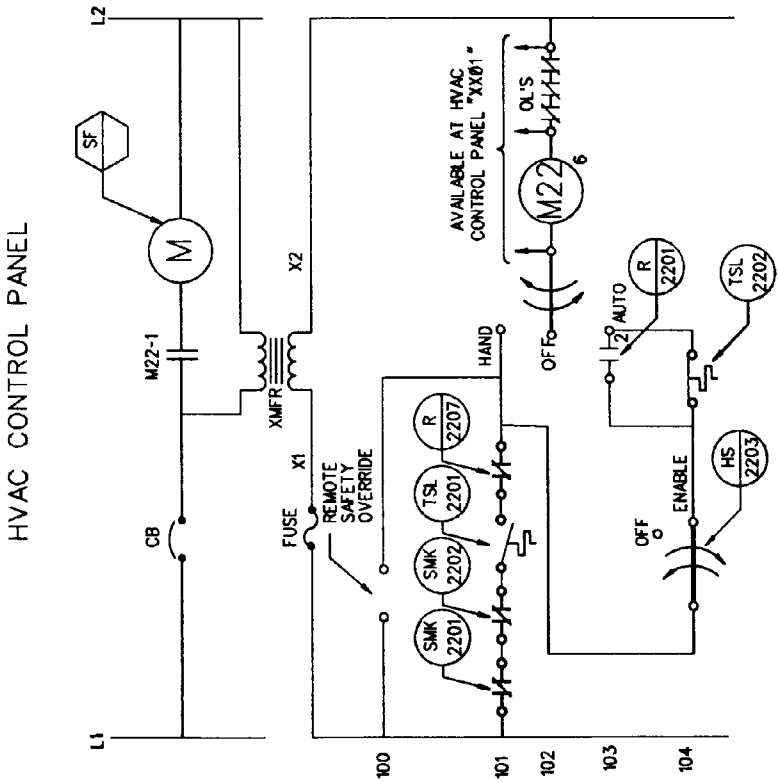 HVAC CONTROL PANEL
L1
L2
CB
M22-1
M
SF
XMFR
X1
X2
FUSE
REMOTE
SAFETY
OVERRIDE
AVAILABLE AT HVAC
CONTROL PANEL "XX01"
100
SMK
2201
SMK
2202
TSL
2201
R
2207
HAND
101
102
OFF
M22
6
OL'S
103
2
AUTO
R
2201
104
OFF
ENABLE
HS
2203
TSL
2202